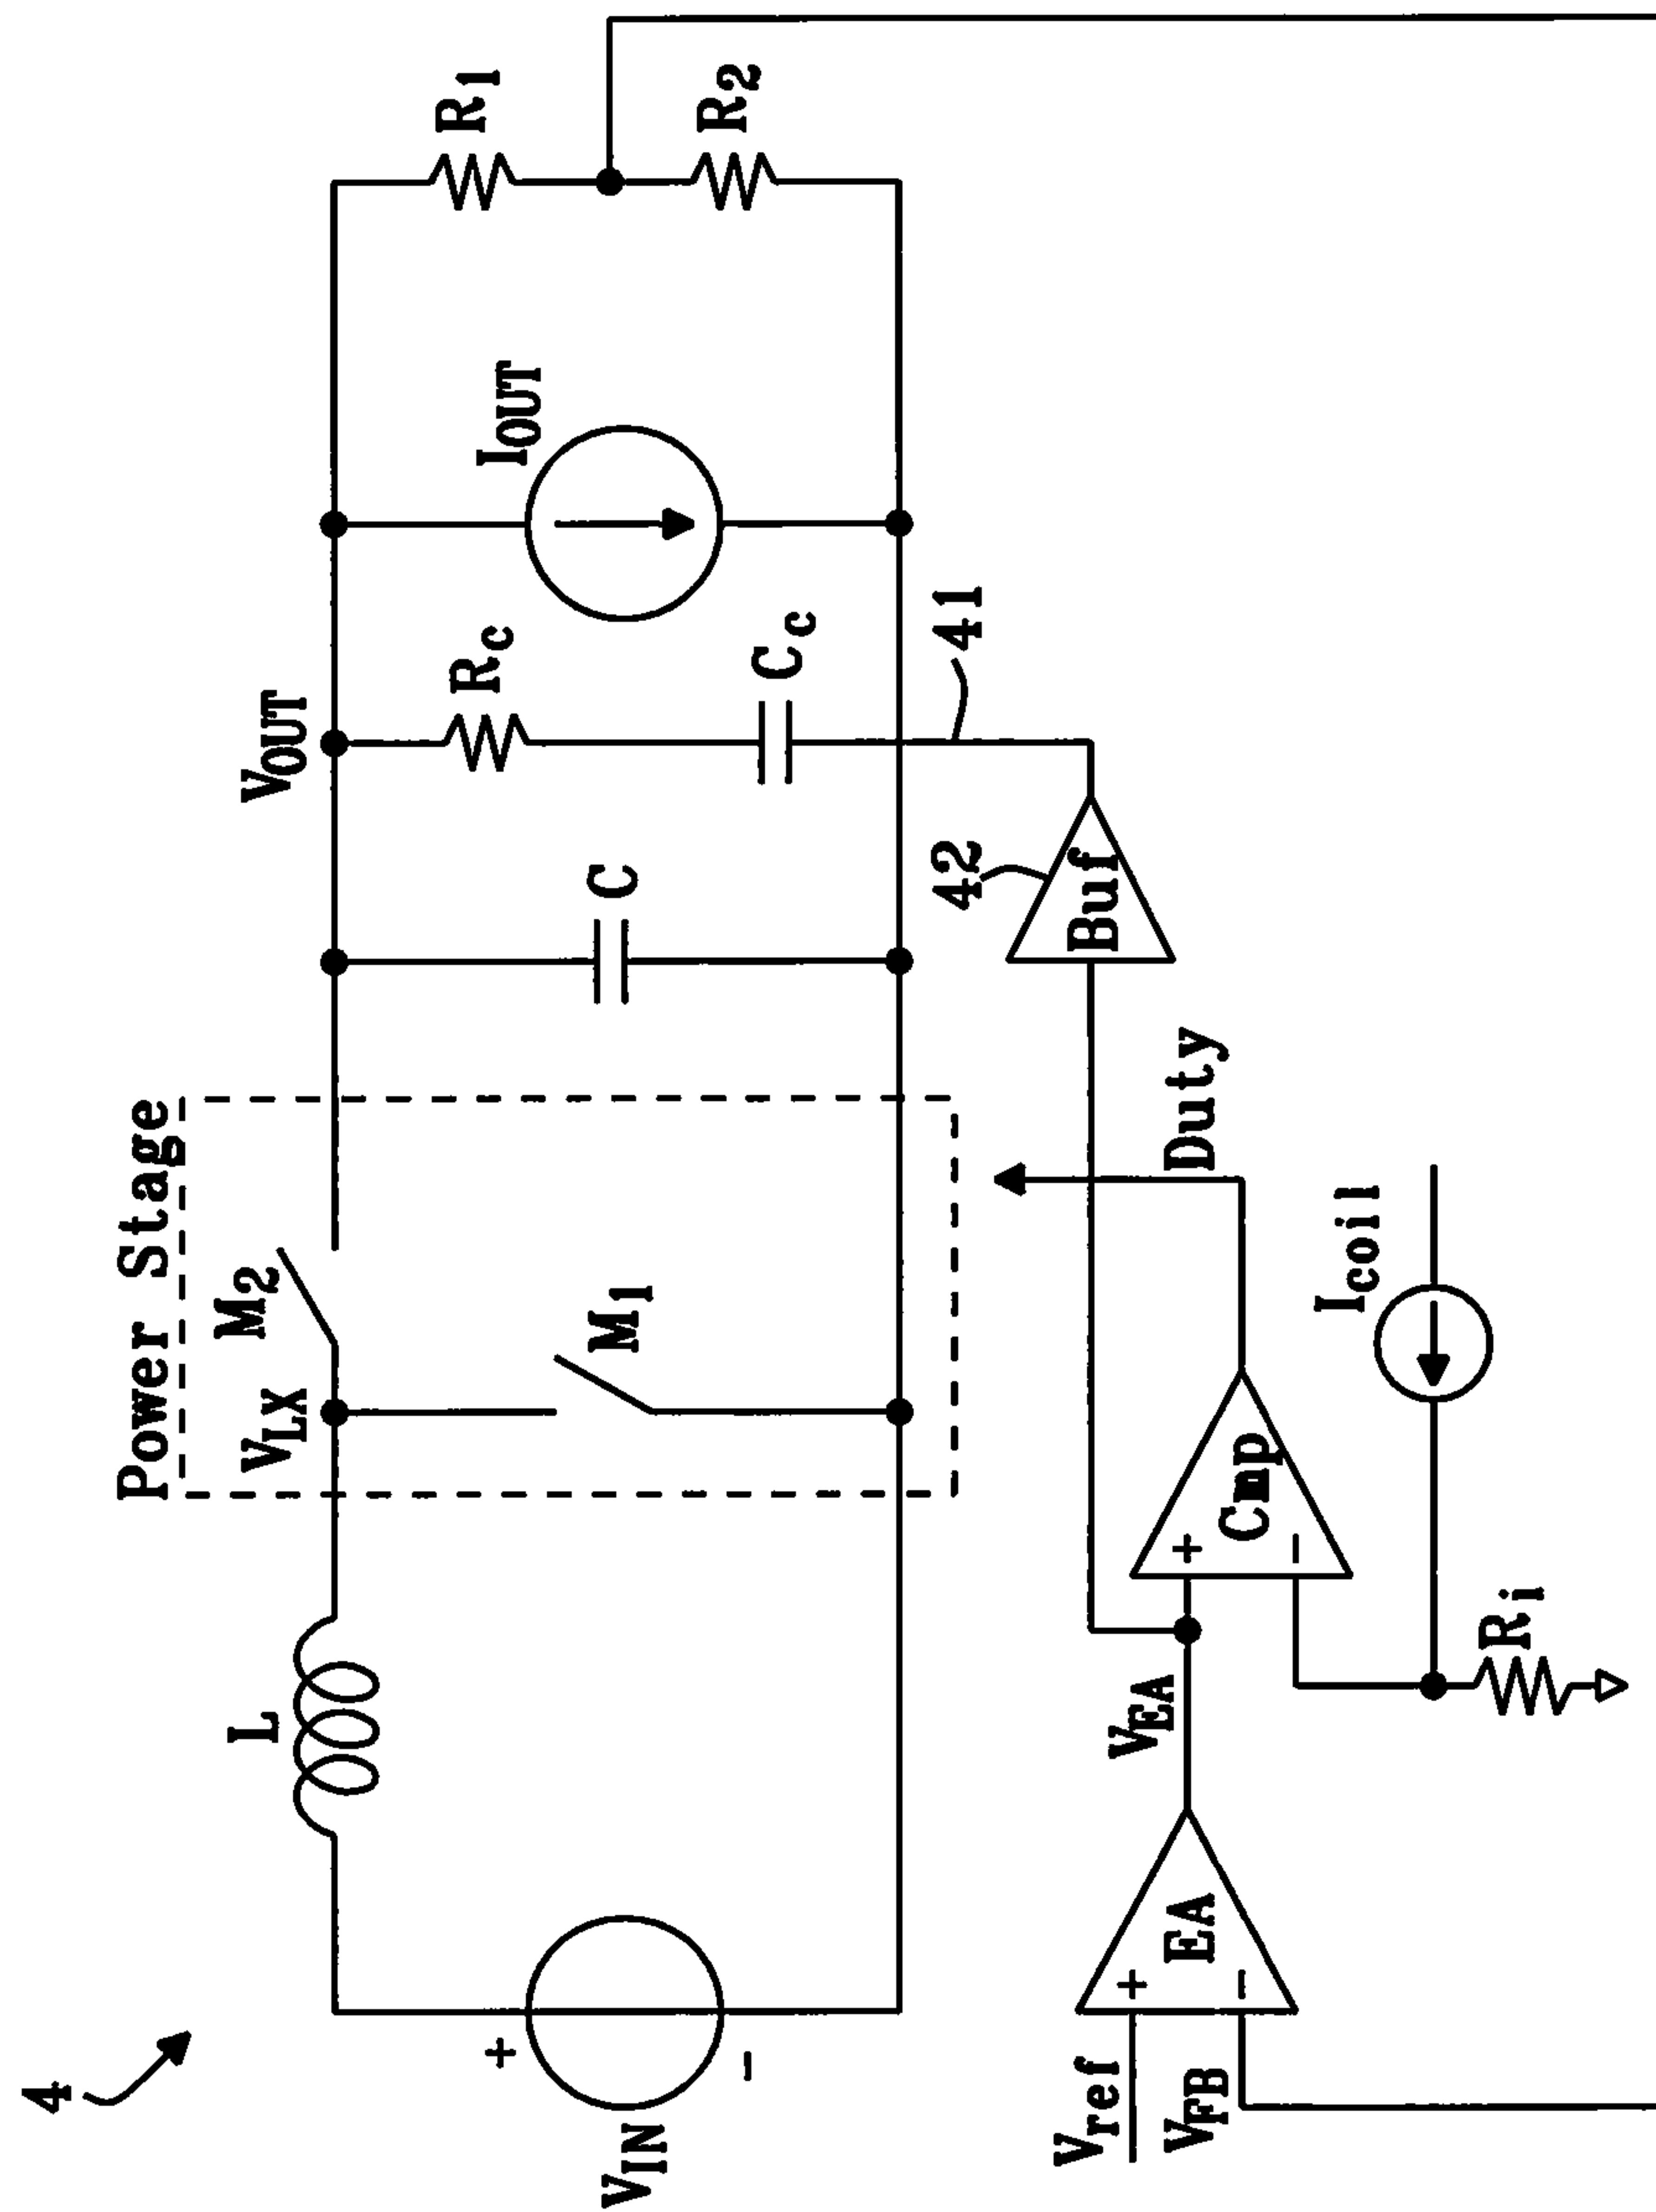 4
Power Stage
L
VLX
M2
VOUT
VIN
+
-
M1
C
Rc
Cc
IOUT
R1
R2
41
42
Buf
Vref
VFB
+
-
EA
VEA
+
-
Cmp
Duty
Icoil
Ri